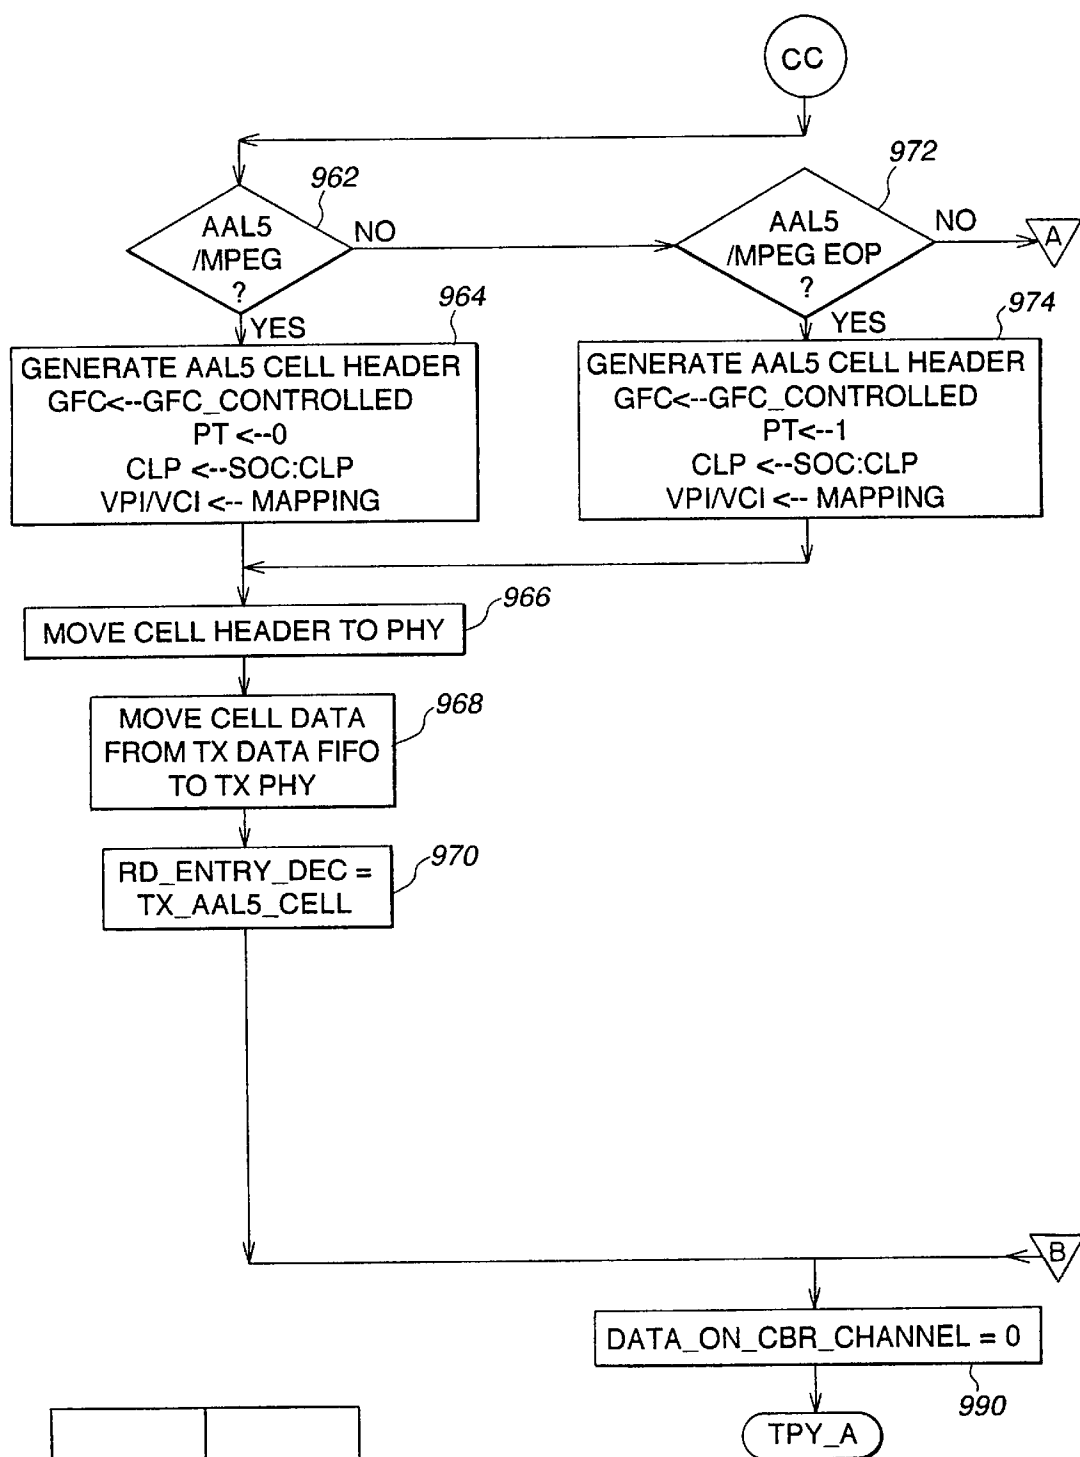 CC
962
AAL5
/MPEG
?
NO
YES
972
AAL5
/MPEG EOP
?
NO
A
YES
964
GENERATE AAL5 CELL HEADER
GFC<--GFC_CONTROLLED
PT <--0
CLP <--SOC:CLP
VPI/VCI <-- MAPPING
974
GENERATE AAL5 CELL HEADER
GFC<--GFC_CONTROLLED
PT<--1
CLP <--SOC:CLP
VPI/VCI <-- MAPPING
966
MOVE CELL HEADER TO PHY
968
MOVE CELL DATA
FROM TX DATA FIFO
TO TX PHY
970
RD_ENTRY_DEC =
TX_AAL5_CELL
B
DATA_ON_CBR_CHANNEL = 0
990
TPY_A